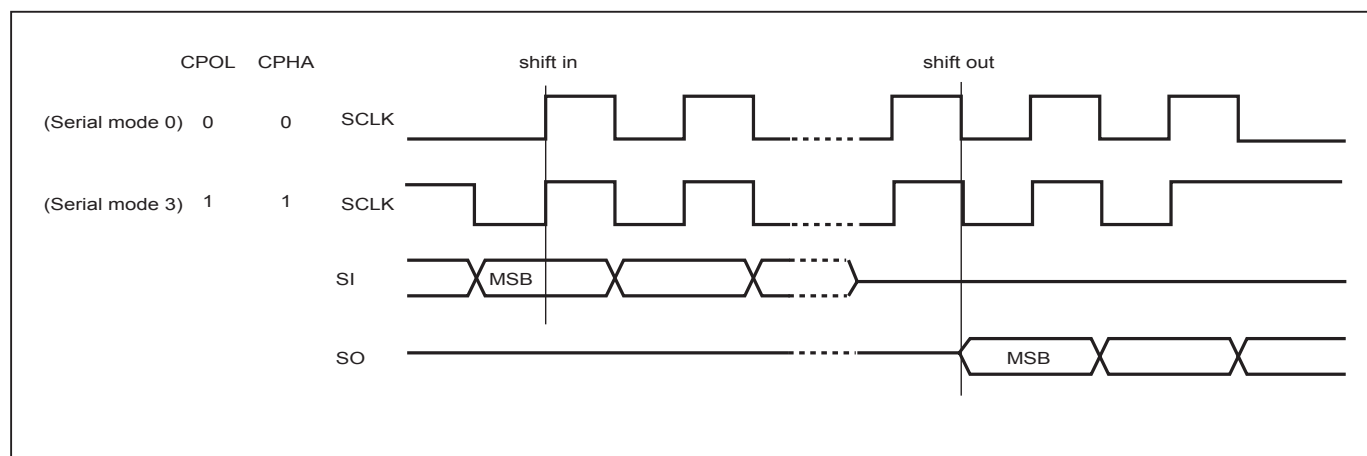 CPOL CPHA shift in shift out
(Serial mode 0) 0 0 SCLK
(Serial mode 3) 1 1 SCLK
SI MSB
SO MSB